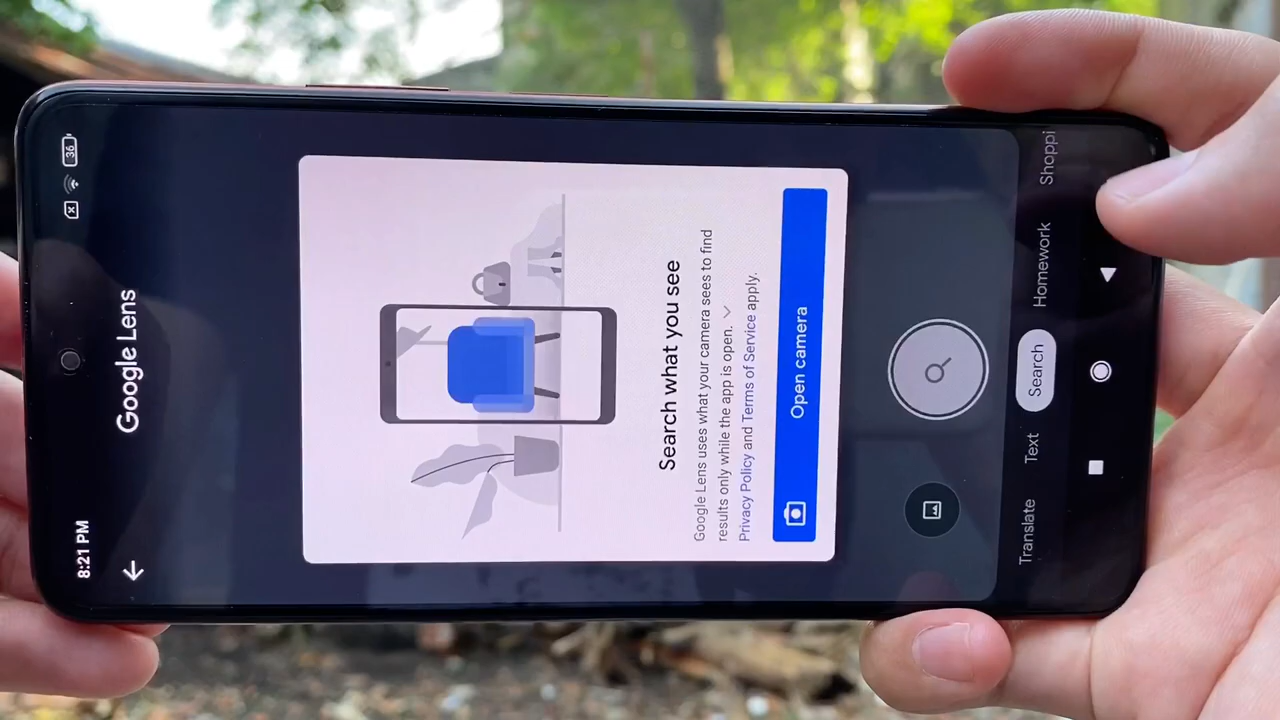 8:21 PM
36
Google Lens
Search what you see
Google Lens uses what your camera sees to find
results only while the app is open.
Privacy Policy and Terms of Service apply.
Open camera
Translate
Text
Search
Homework
Shoppi